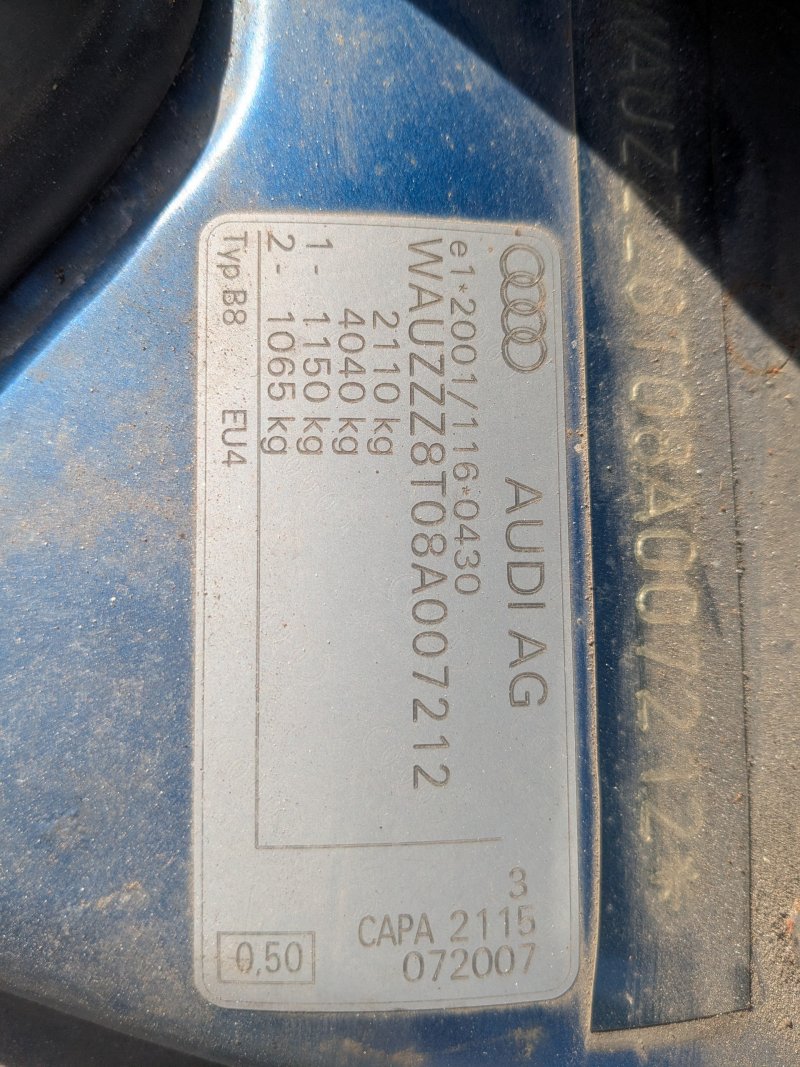 AUDI AG
e1*2001/116*0430
WAUZZZ8T08A007212
2110 kg
4040 kg
1- 1150 kg
2- 1065 kg
Typ B8 EU4
3
CAPA 2115
072007
0,50
WAUZZZ8T08A007212*